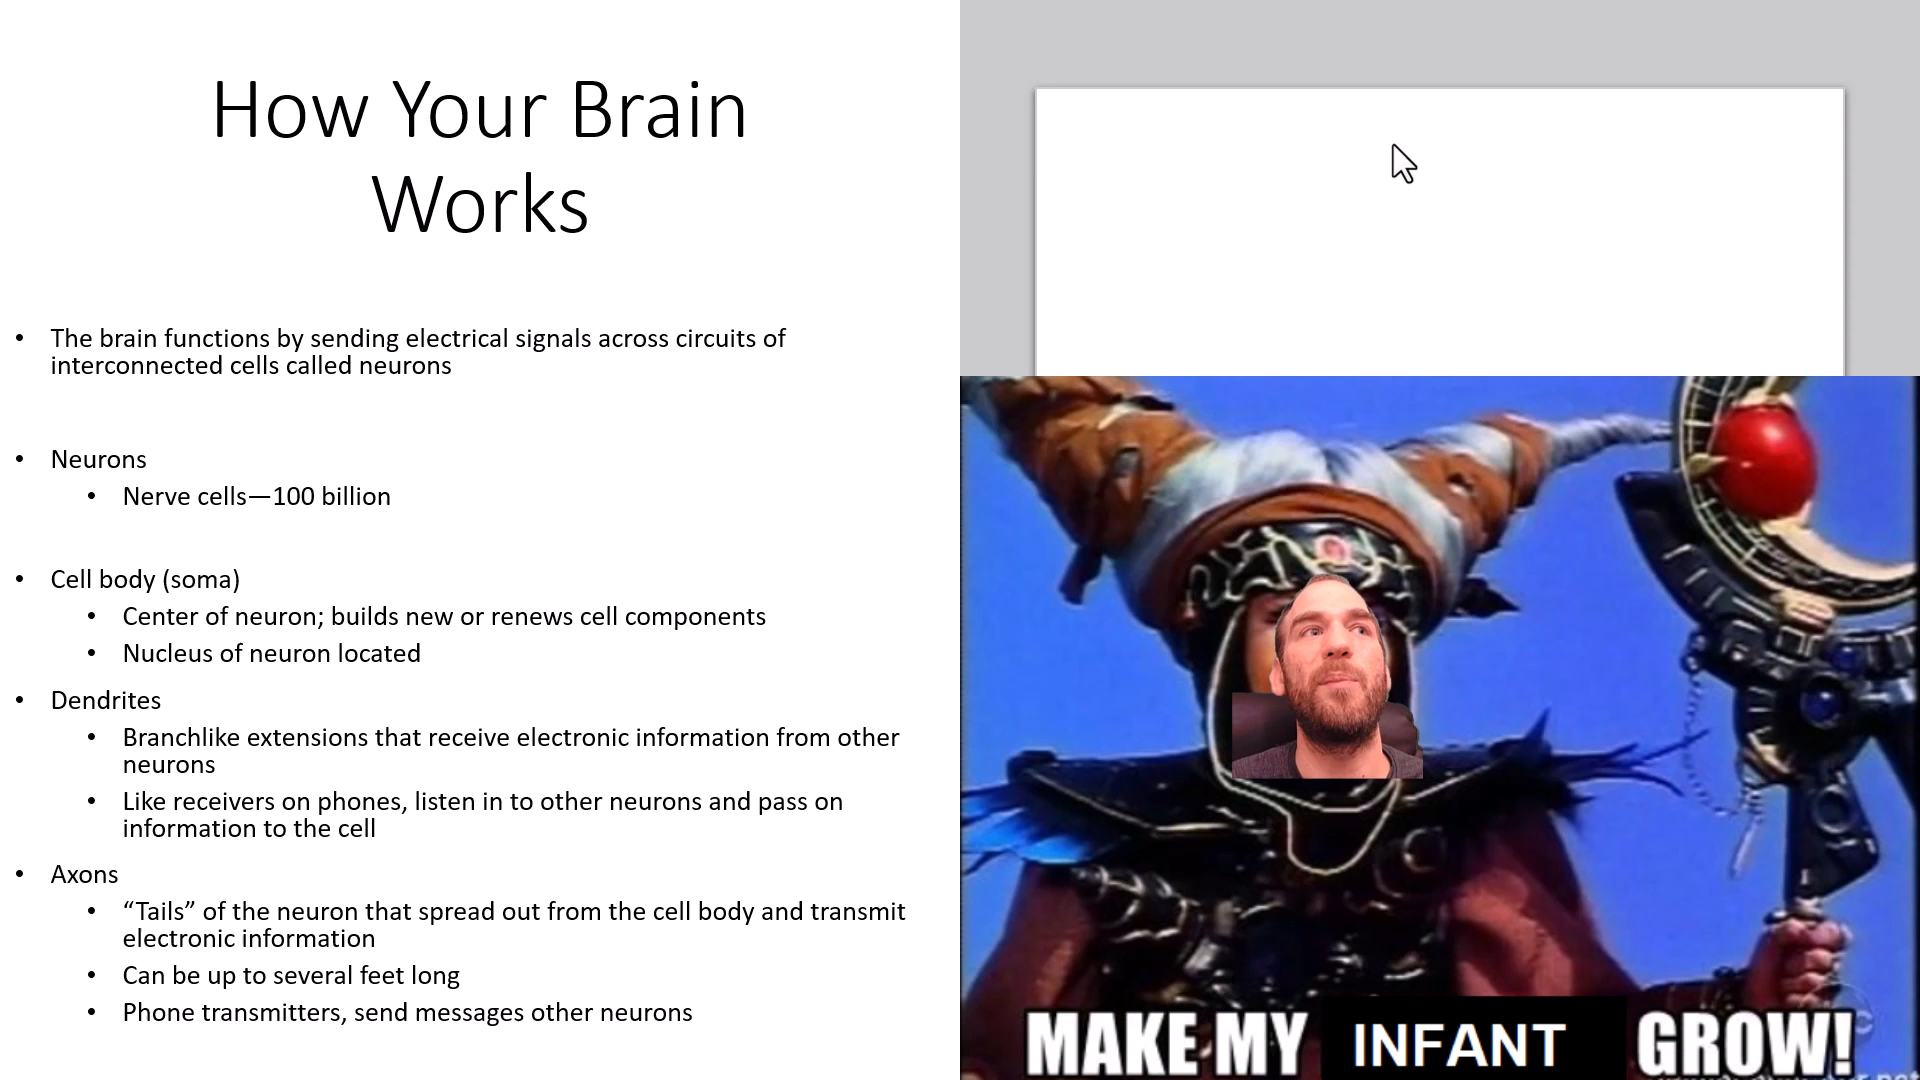 How Your Brain
Works
• The brain functions by sending electrical signals across circuits of
interconnected cells called neurons
• Neurons
• Nerve cells—100 billion
• Cell body (soma)
• Center of neuron; builds new or renews cell components
• Nucleus of neuron located
• Dendrites
• Branchlike extensions that receive electronic information from other
neurons
• Like receivers on phones, listen in to other neurons and pass on
information to the cell
• Axons
• “Tails” of the neuron that spread out from the cell body and transmit
electronic information
• Can be up to several feet long
• Phone transmitters, send messages other neurons
MAKE MY INFANT GROW!